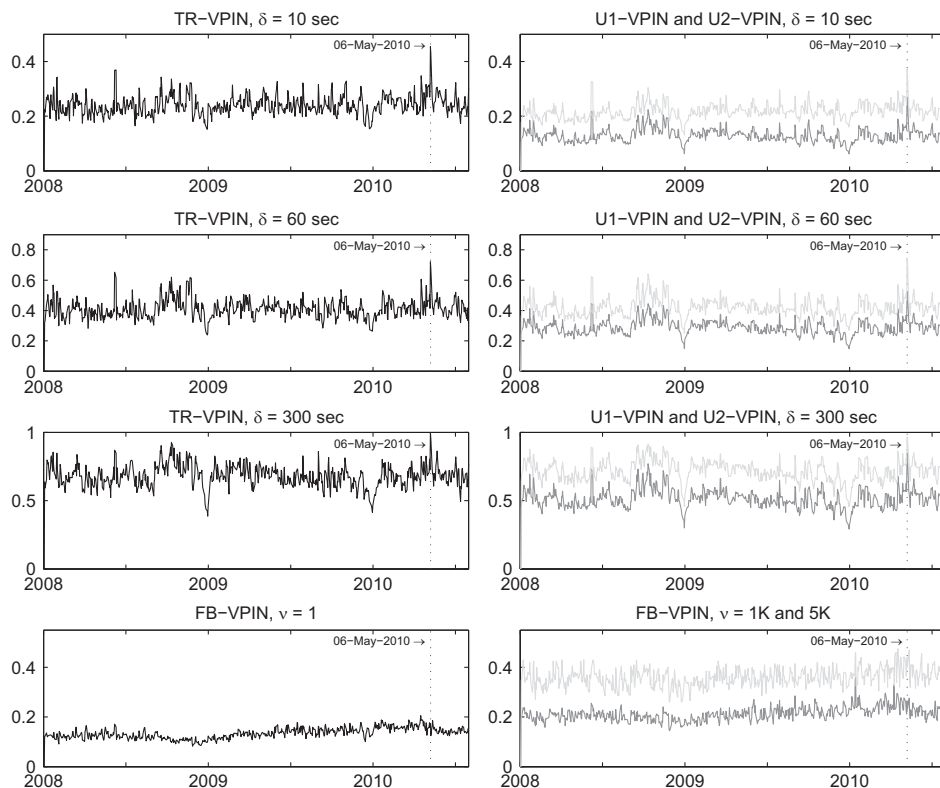 TR−VPIN, δ = 10 sec
06−May−2010 →
0.4
0.2
0
2008 2009 2010
U1−VPIN and U2−VPIN, δ = 10 sec
06−May−2010 →
0.4
0.2
0
2008 2009 2010
TR−VPIN, δ = 60 sec
06−May−2010 →
0.8
0.6
0.4
0.2
0
2008 2009 2010
U1−VPIN and U2−VPIN, δ = 60 sec
06−May−2010 →
0.8
0.6
0.4
0.2
0
2008 2009 2010
TR−VPIN, δ = 300 sec
1
06−May−2010 →
0.5
0
2008 2009 2010
U1−VPIN and U2−VPIN, δ = 300 sec
1
06−May−2010 →
0.5
0
2008 2009 2010
FB−VPIN, ν = 1
06−May−2010 →
0.4
0.2
0
2008 2009 2010
FB−VPIN, ν = 1K and 5K
06−May−2010 →
0.4
0.2
0
2008 2009 2010